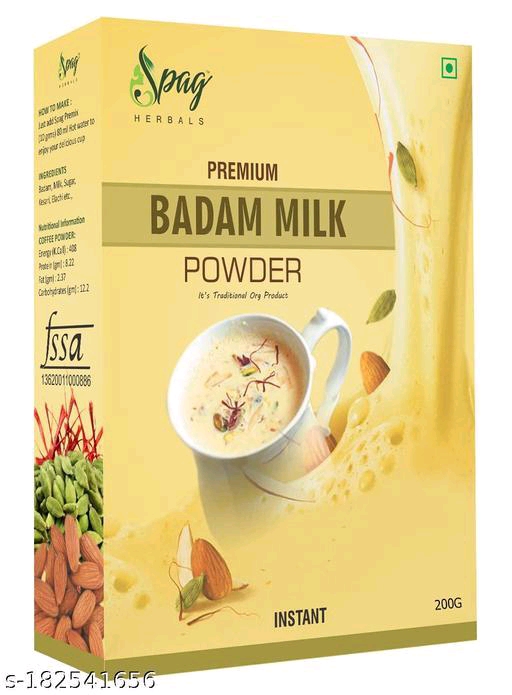 Spag
HERBALS
HOW TO MAKE :
Just add Spag Premix
(10 gms) 80 ml Hot water to
enjoy your delicious cup
INGREDIENTS
Badam, Milk, Sugar,
Kesari, Elachi etc.,
Nutritional Information
COFFEE POWDER:
Energy (K.Cal) : 408
Protein (gm) : 8.22
Fat (gm) : 2.37
Carbohydrates (gm) : 12.2
fssa
13620011000886
Spag
HERBALS
PREMIUM
BADAM MILK
POWDER
It's Traditional Org Product
INSTANT
200G
s-182541656